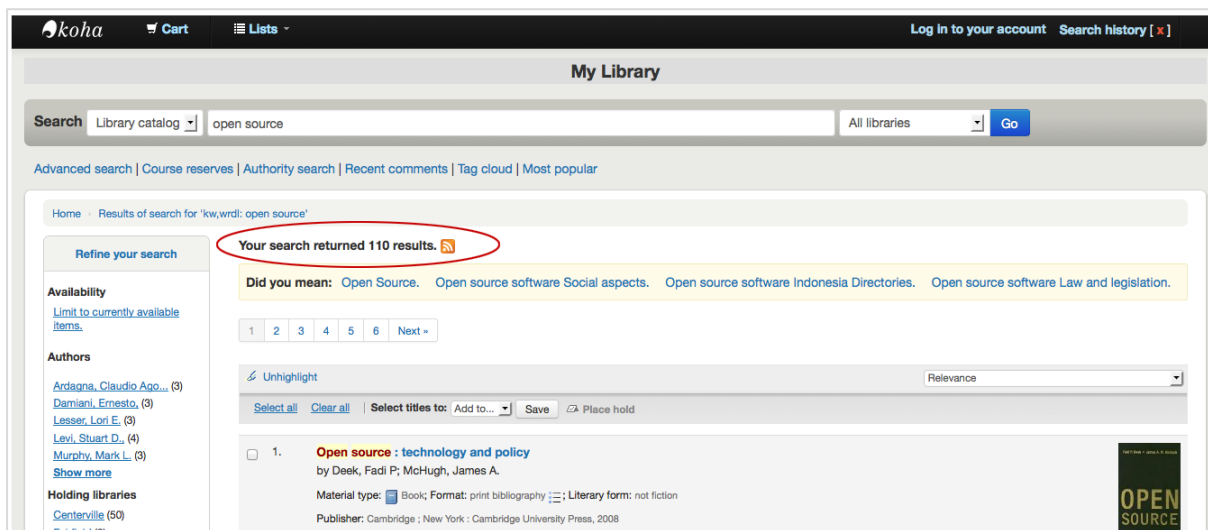 koha Cart Lists Log in to your account Search history [ x ]
My Library
Search Library catalog open source All libraries Go
Advanced search | Course reserves | Authority search | Recent comments | Tag cloud | Most popular
Home Results of search for 'kw,wrdl: open source'
Refine your search
Availability
Limit to currently available
items.
Authors
Ardagna, Claudio Ago... (3)
Damiani, Ernesto, (3)
Lesser, Lori E. (3)
Levi, Stuart D., (4)
Murphy, Mark L. (3)
Show more
Holding libraries
Centerville (50)
Your search returned 110 results.
Did you mean: Open Source. Open source software Social aspects. Open source software Indonesia Directories. Open source software Law and legislation.
1 2 3 4 5 6 Next »
Unhighlight Relevance
Select all Clear all | Select titles to: Add to... Save Place hold
1. Open source : technology and policy
by Deek, Fadi P; McHugh, James A.
Material type: Book; Format: print bibliography ; Literary form: not fiction
Publisher: Cambridge ; New York : Cambridge University Press, 2008
OPEN
SOURCE